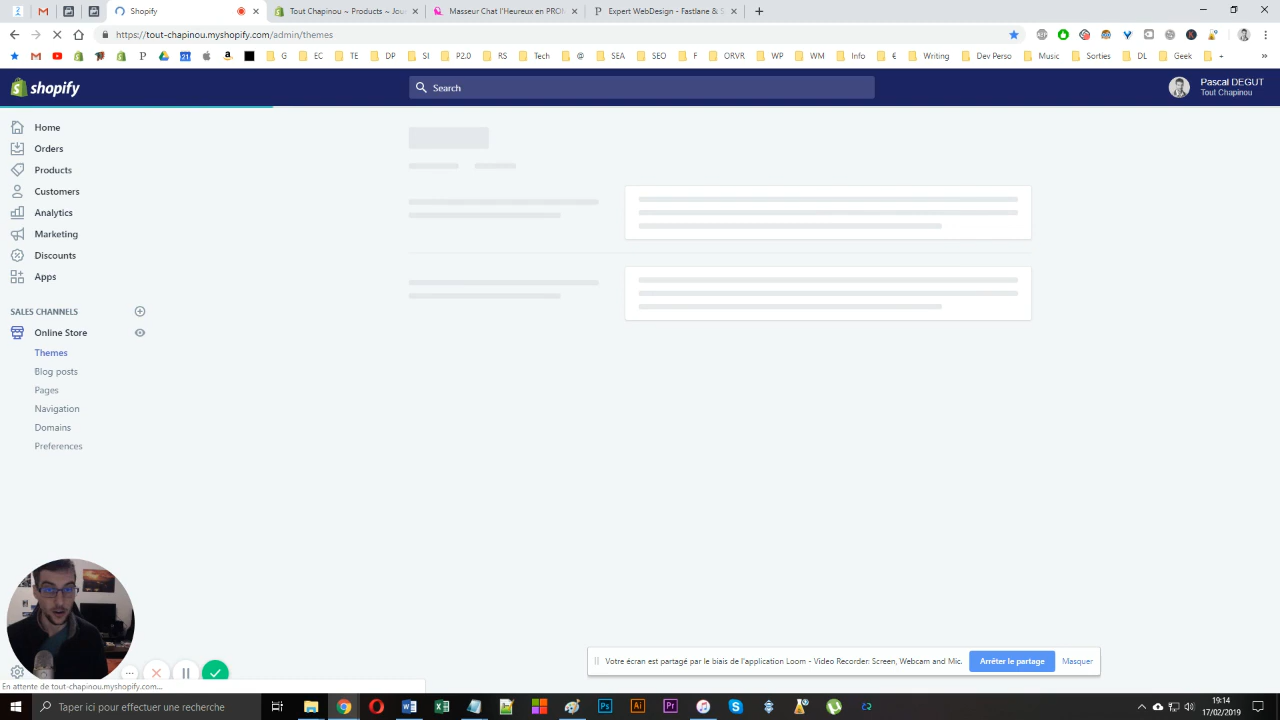 Shopify
Tout Chapinou ~ Products ~ Jou
Masseur Chat l'Heureux en PRO
Expert WebDesign - Fastlane & S
https://tout-chapinou.myshopify.com/admin/themes
G
EC
TE
DP
SI
P2.0
RS
Tech
@
SEA
SEO
F
ORVR
WP
WM
Info
€
Writing
Dev Perso
Music
Sorties
DL
Geek
+
»
shopify
Search
Pascal DEGUT
Tout Chapinou
Home
Orders
Products
Customers
Analytics
Marketing
Discounts
Apps
SALES CHANNELS
Online Store
Themes
Blog posts
Pages
Navigation
Domains
Preferences
Votre écran est partagé par le biais de l'application Loom - Video Recorder: Screen, Webcam and Mic.
Arrêter le partage
Masquer
En attente de tout-chapinou.myshopify.com...
Taper ici pour effectuer une recherche
Ps
Ai
Pr
19:14
17/02/2019